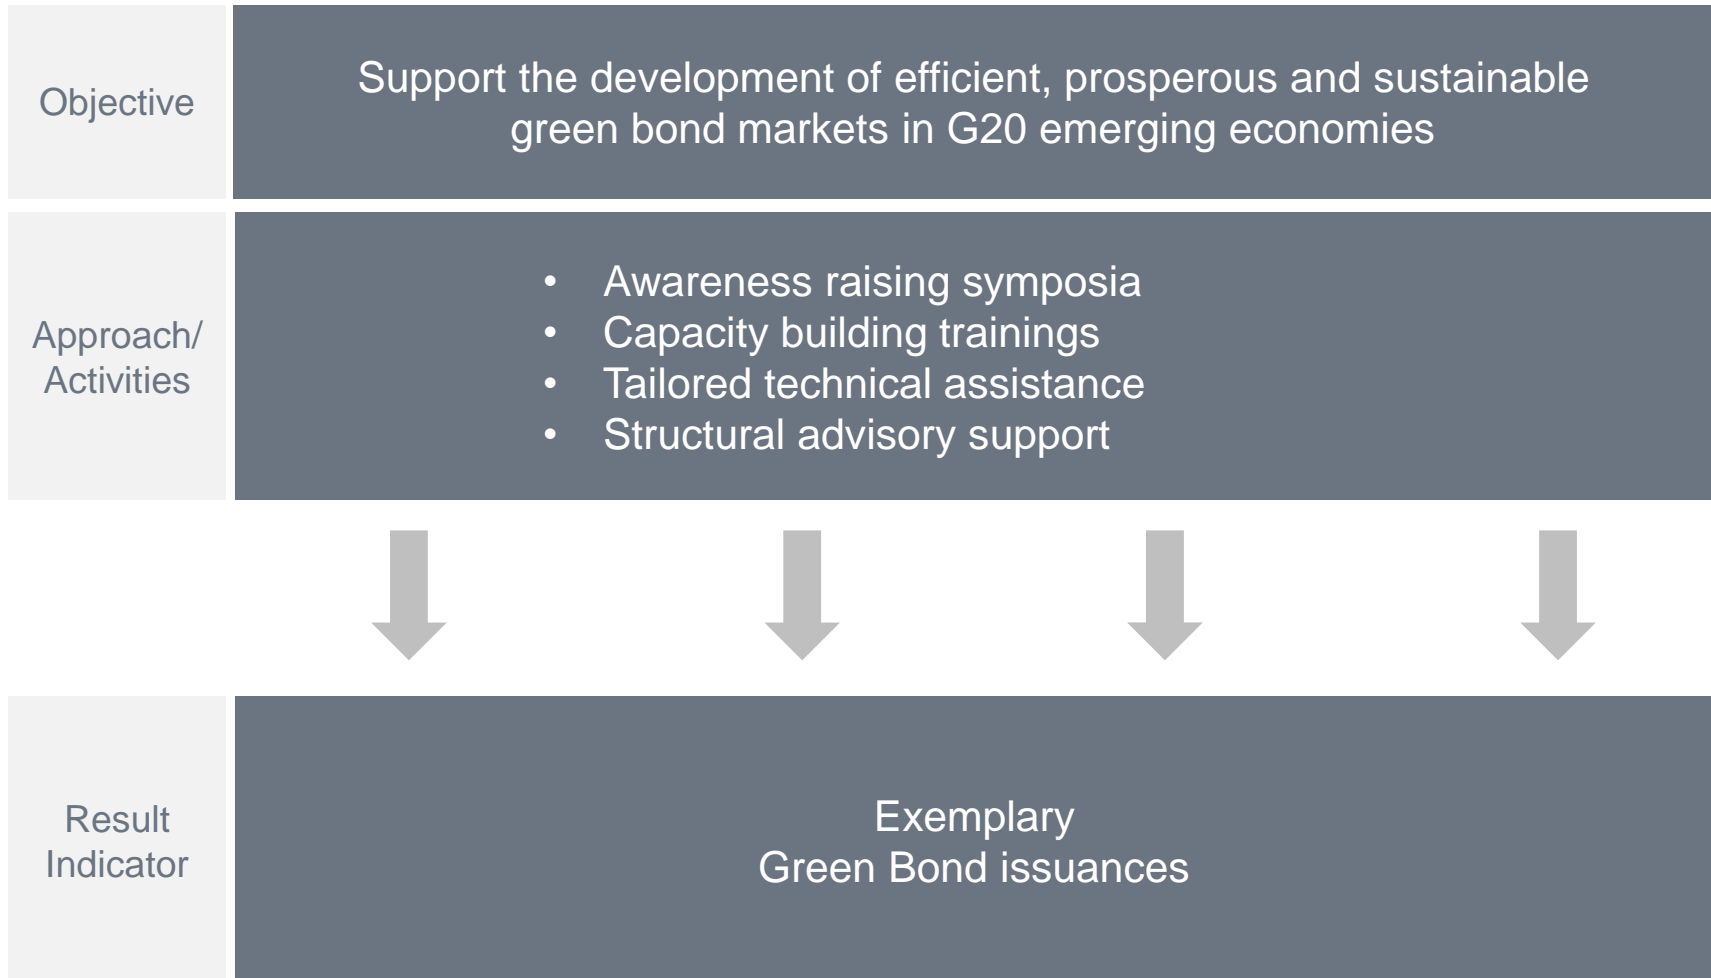 Objective
Support the development of efficient, prosperous and sustainable
green bond markets in G20 emerging economies
Approach/
Activities
• Awareness raising symposia
• Capacity building trainings
• Tailored technical assistance
• Structural advisory support
Result
Indicator
Exemplary
Green Bond issuances